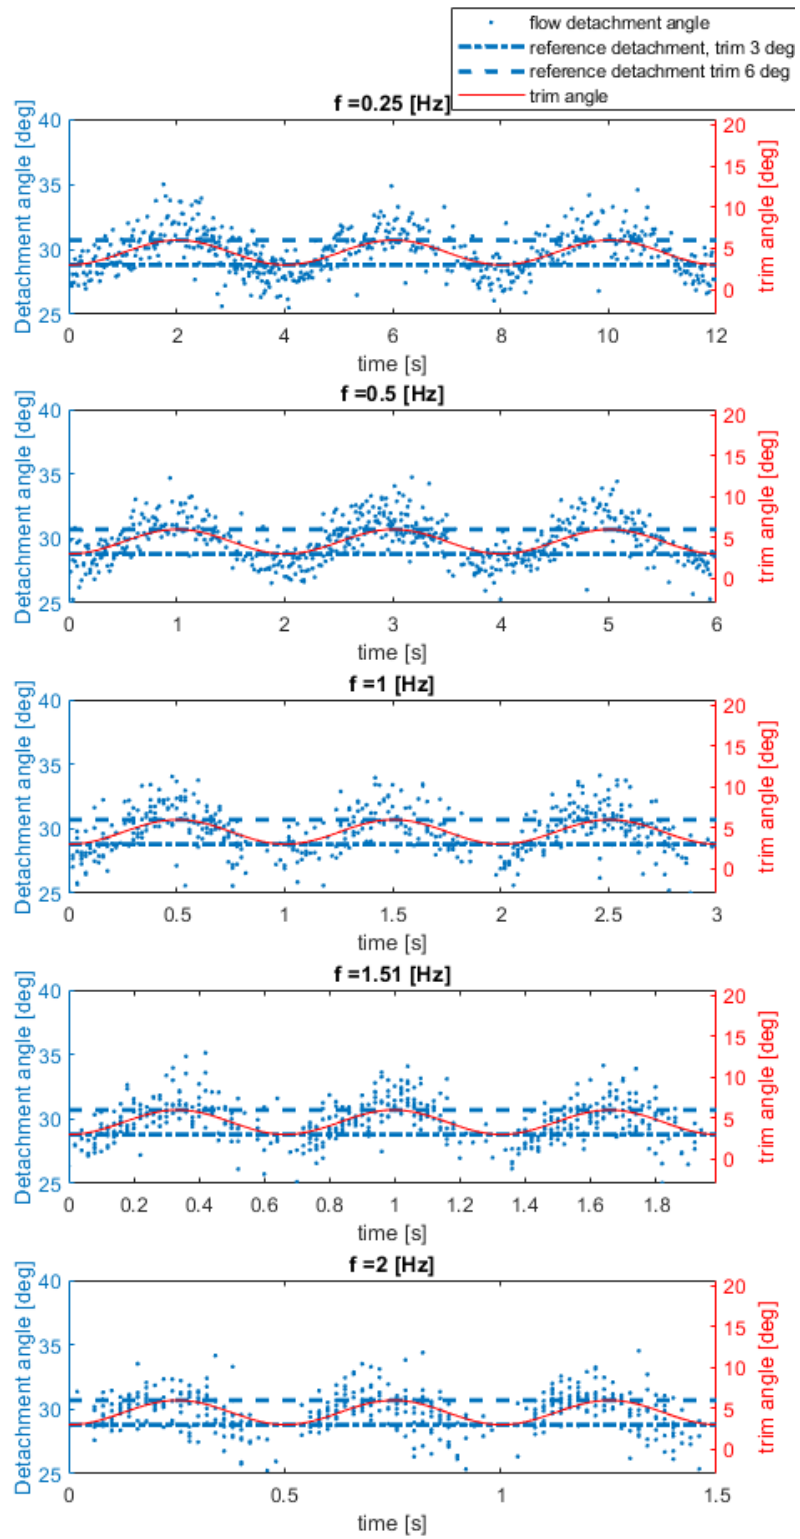 flow detachment angle
reference detachment, trim 3 deg
reference detachment trim 6 deg
trim angle
f =0.25 [Hz]
Detachment angle [deg]
40
35
30
25
20
15
10
5
0
trim angle [deg]
0 2 4 6 8 10 12
time [s]
f =0.5 [Hz]
Detachment angle [deg]
40
35
30
25
20
15
10
5
0
trim angle [deg]
0 1 2 3 4 5 6
time [s]
f =1 [Hz]
Detachment angle [deg]
40
35
30
25
20
15
10
5
0
trim angle [deg]
0 0.5 1 1.5 2 2.5 3
time [s]
f =1.51 [Hz]
Detachment angle [deg]
40
35
30
25
20
15
10
5
0
trim angle [deg]
0 0.2 0.4 0.6 0.8 1 1.2 1.4 1.6 1.8
time [s]
f =2 [Hz]
Detachment angle [deg]
40
35
30
25
20
15
10
5
0
trim angle [deg]
0 0.5 1 1.5
time [s]